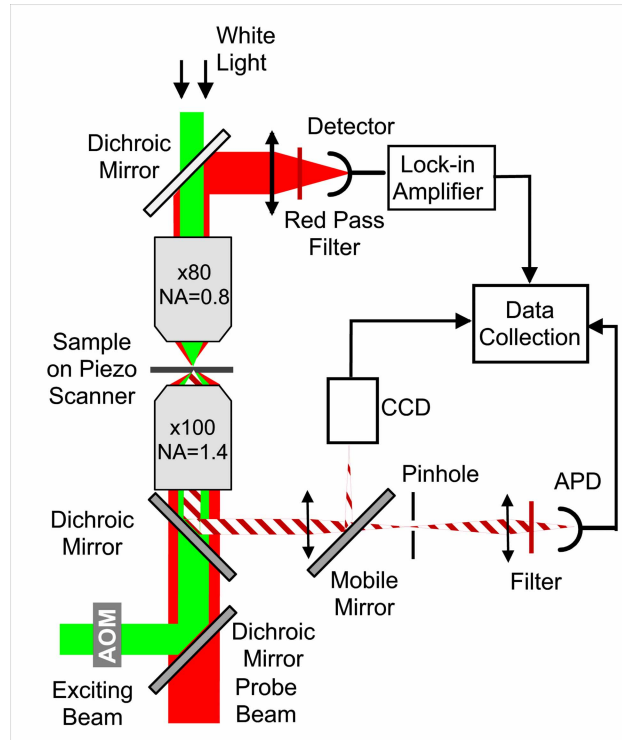 White
Light
Dichroic
Mirror
Detector
Lock-in
Amplifier
Red Pass
Filter
x80
NA=0.8
Data
Collection
Sample
on Piezo
Scanner
CCD
x100
NA=1.4
Pinhole
APD
Dichroic
Mirror
Mobile
Mirror
Filter
AOM
Dichroic
Mirror
Probe
Beam
Exciting
Beam